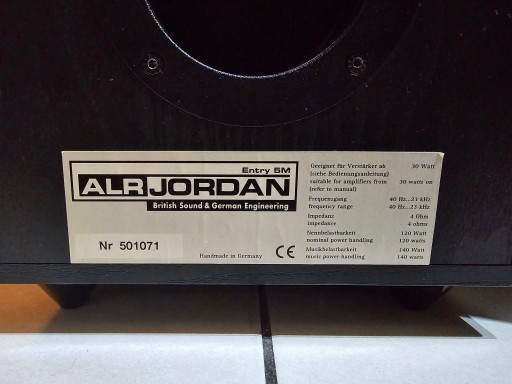 Entry 5M
ALR JORDAN
British Sound & German Engineering
Nr 501071
Handmade in Germany CE
Geeignet für Verstärker ab 30 Watt
(siehe Bedienungsanleitung)
suitable for amplifiers from 30 watts on
(refer to manual)
Frequenzgang 40 Hz...23 kHz
frequency range 40 Hz...23 kHz
Impedanz 4 Ohm
impedance 4 ohms
Nennbelastbarkeit 120 Watt
nominal power handling 120 watts
Musikbelastbarkeit 140 Watt
music power handling 140 watts